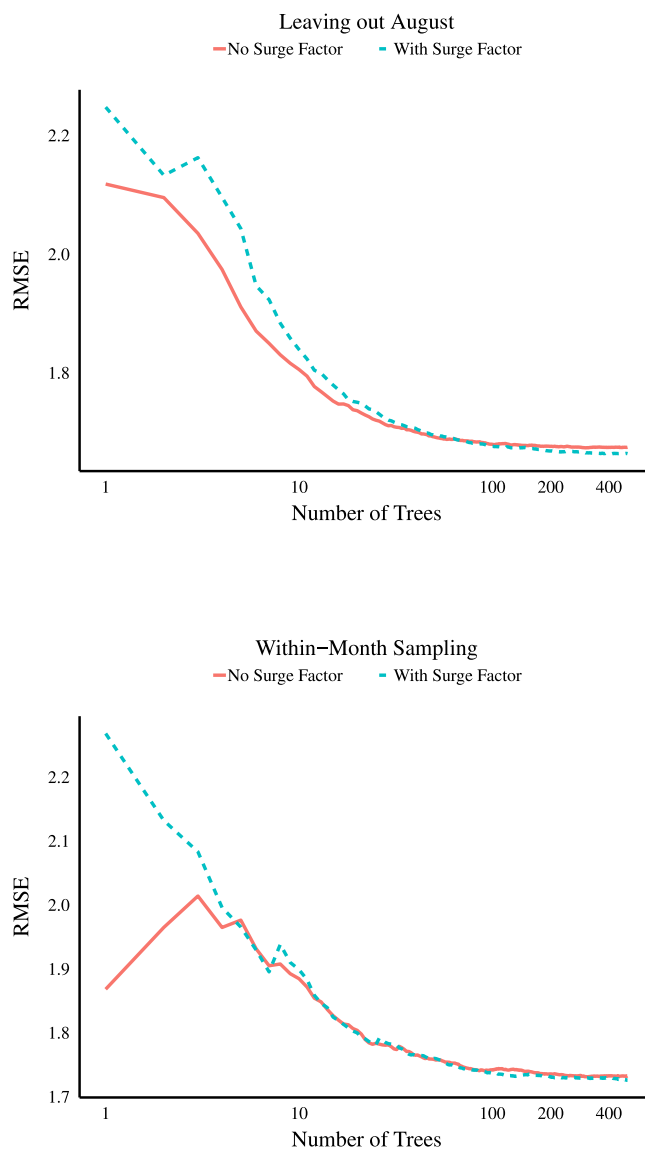 Leaving out August
No Surge Factor With Surge Factor
2.2
2.0
1.8
RMSE
1 10 100 200 400
Number of Trees
Within−Month Sampling
No Surge Factor With Surge Factor
2.2
2.1
2.0
1.9
1.8
1.7
RMSE
1 10 100 200 400
Number of Trees